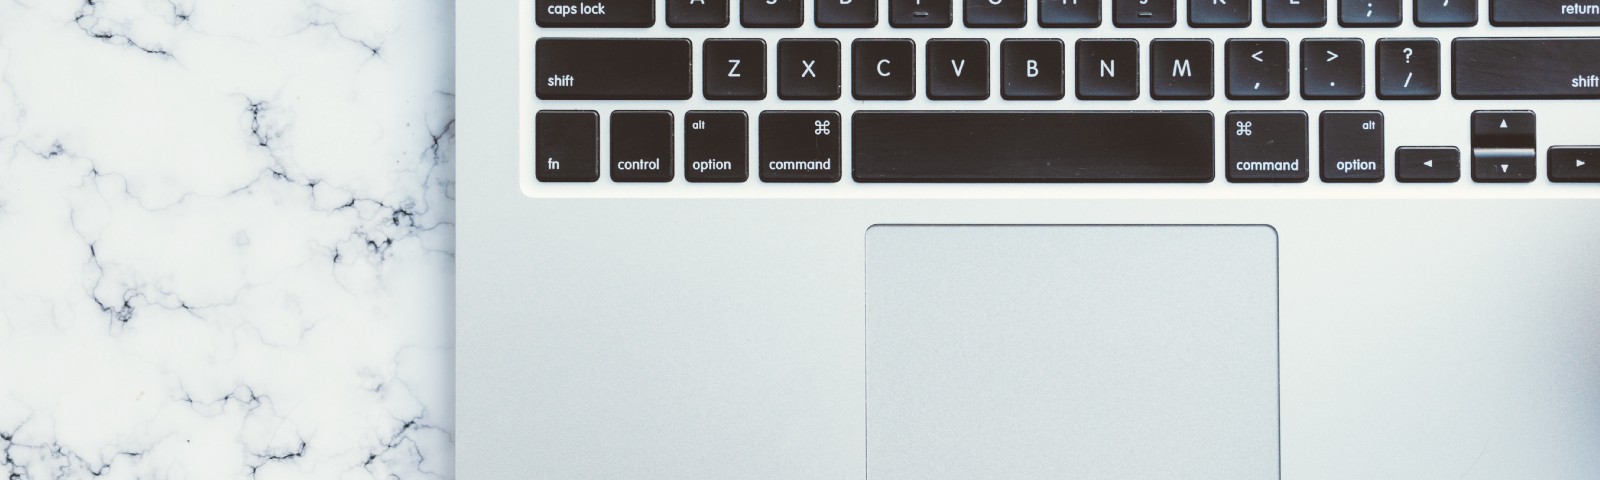 caps lock A S D F G H J K L ; ' return
shift Z X C V B N M < , > . ? / shift
fn control alt option ⌘ command ⌘ command alt option ◄ ▲ ▼ ►